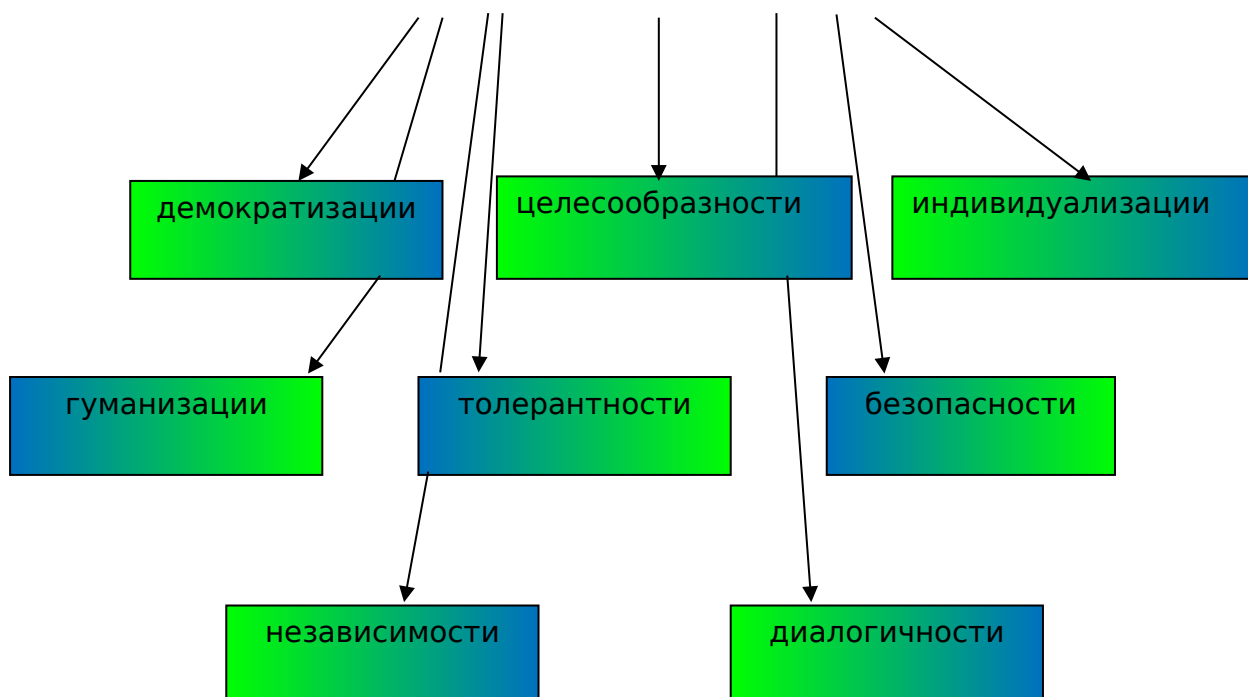 демократизации
целесообразности
индивидуализации
гуманизации
толерантности
безопасности
независимости
диалогичности